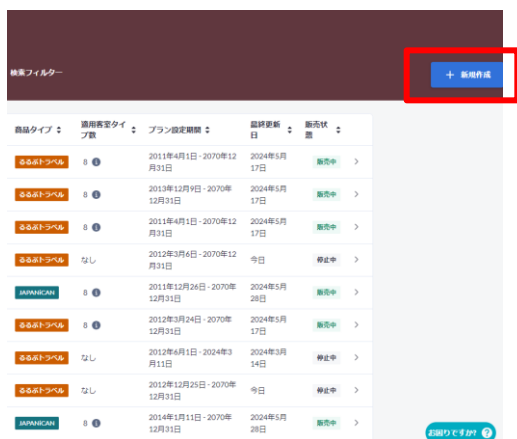 検索フィルター
＋ 新規作成
商品タイプ 適用客室タイプ数 プラン設定期間 最終更新日 販売状態
るるぶトラベル 8 2011年4月1日 - 2070年12月31日 2024年5月17日 販売中
るるぶトラベル 8 2013年12月9日 - 2070年12月31日 2024年5月17日 販売中
るるぶトラベル 8 2011年4月1日 - 2070年12月31日 2024年5月17日 販売中
るるぶトラベル なし 2012年3月6日 - 2070年12月31日 今日 停止中
JAPANiCAN 8 2011年12月26日 - 2070年12月31日 2024年5月28日 販売中
るるぶトラベル 8 2012年3月24日 - 2070年12月31日 2024年5月17日 販売中
るるぶトラベル なし 2012年6月1日 - 2024年3月11日 2024年3月14日 停止中
るるぶトラベル なし 2012年12月25日 - 2070年12月31日 今日 停止中
JAPANiCAN 8 2014年1月11日 - 2070年12月31日 2024年5月28日 販売中
お困りですか? ?